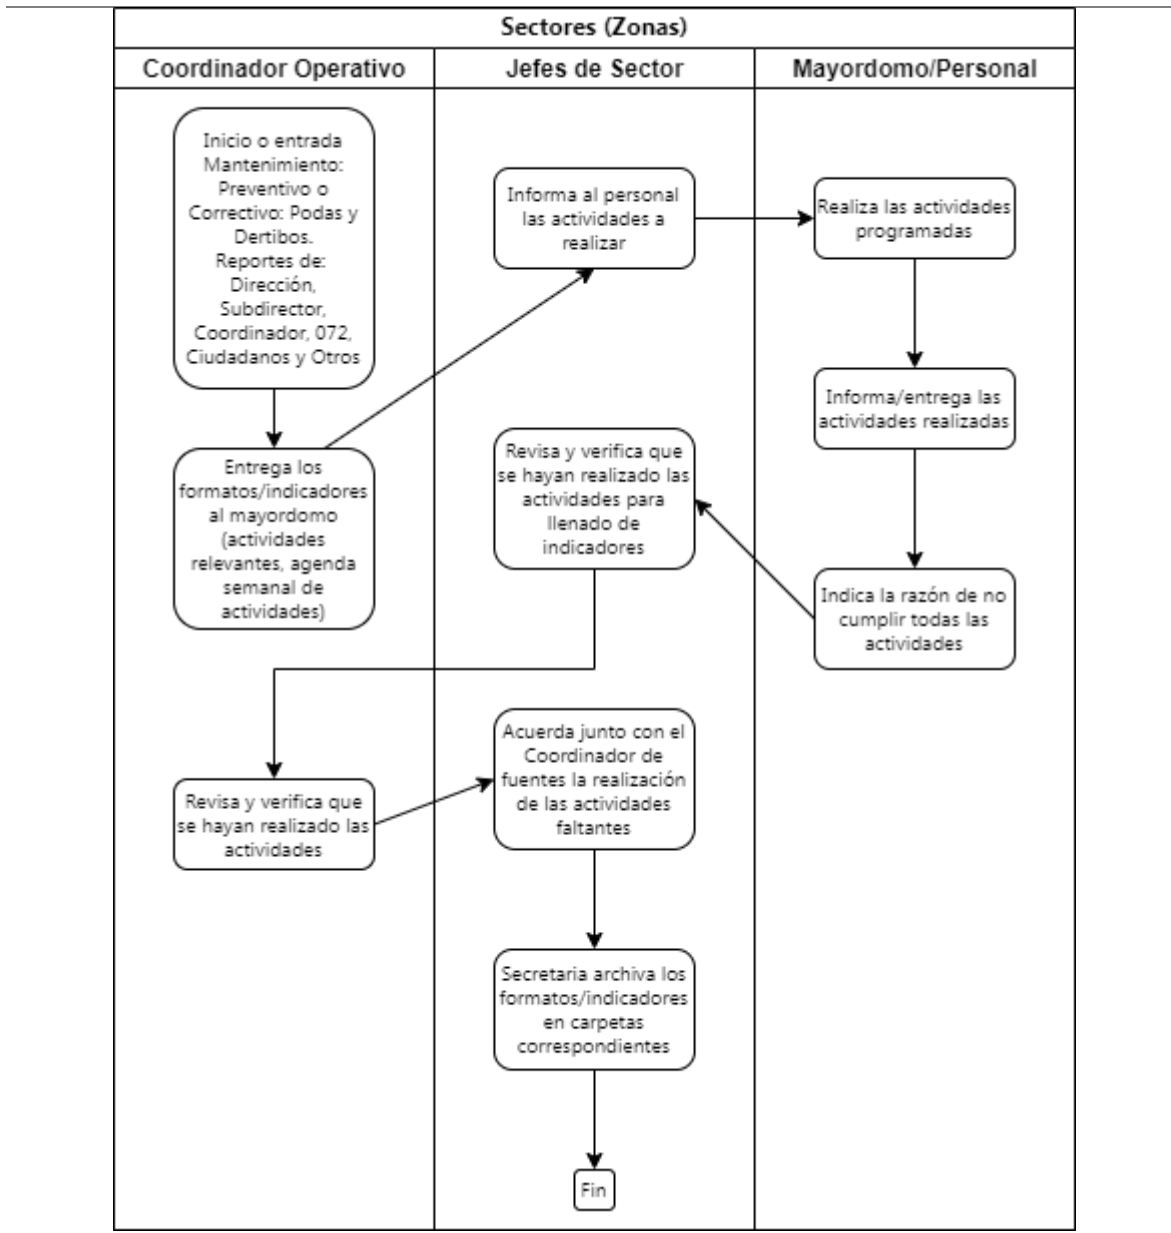 Sectores (Zonas)
Coordinador Operativo
Jefes de Sector
Mayordomo/Personal
Inicio o entrada
Mantenimiento:
Preventivo o
Correctivo: Podas y
Dertibos.
Reportes de:
Dirección,
Subdirector,
Coordinador, 072,
Ciudadanos y Otros
Informa al personal
las actividades a
realizar
Realiza las actividades
programadas
Informa/entrega las
actividades realizadas
Entrega los
formatos/indicadores
al mayordomo
(actividades
relevantes, agenda
semanal de
actividades)
Revisa y verifica que
se hayan realizado las
actividades para
llenado de
indicadores
Indica la razón de no
cumplir todas las
actividades
Revisa y verifica que
se hayan realizado las
actividades
Acuerda junto con el
Coordinador de
fuentes la realización
de las actividades
faltantes
Secretaria archiva los
formatos/indicadores
en carpetas
correspondientes
Fin